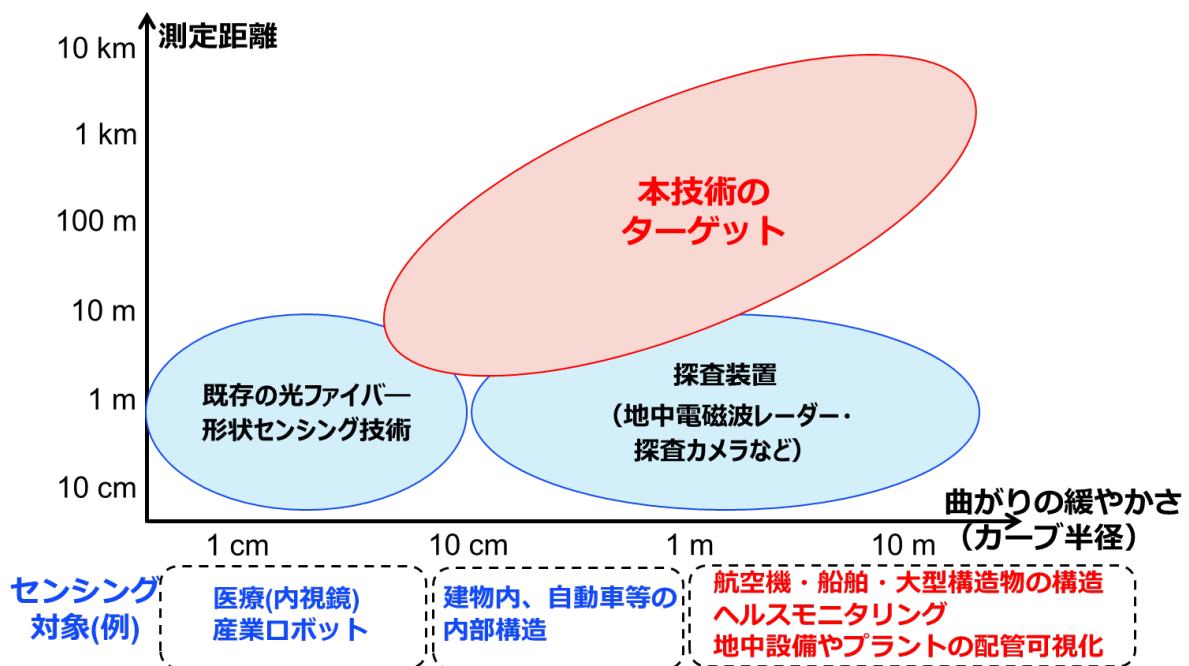 測定距離
10 km
1 km
100 m
10 m
1 m
10 cm
本技術の
ターゲット
既存の光ファイバー
形状センシング技術
探査装置
（地中電磁波レーダー・
探査カメラなど）
曲がりの緩やかさ
（カーブ半径）
1 cm
10 cm
1 m
10 m
センシング
対象(例)
医療(内視鏡)
産業ロボット
建物内、自動車等の
内部構造
航空機・船舶・大型構造物の構造
ヘルスモニタリング
地中設備やプラントの配管可視化